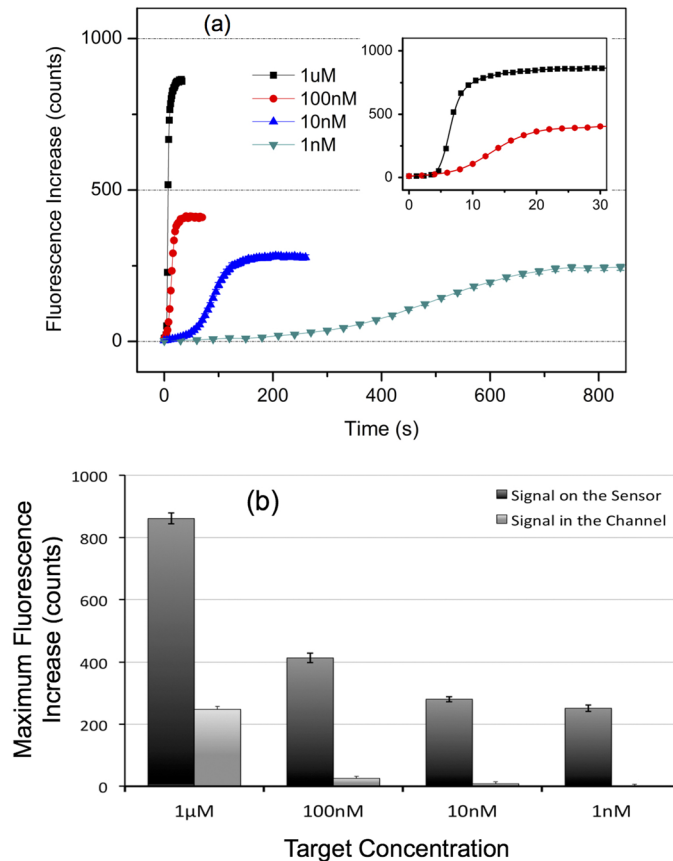 (a)
1000
500
0
Fluorescence Increase (counts)
1uM
100nM
10nM
1nM
1000
500
0
0 10 20 30
0 200 400 600 800
Time (s)
(b)
1000
800
600
400
200
0
Maximum Fluorescence
Increase (counts)
Signal on the Sensor
Signal in the Channel
1μM 100nM 10nM 1nM
Target Concentration